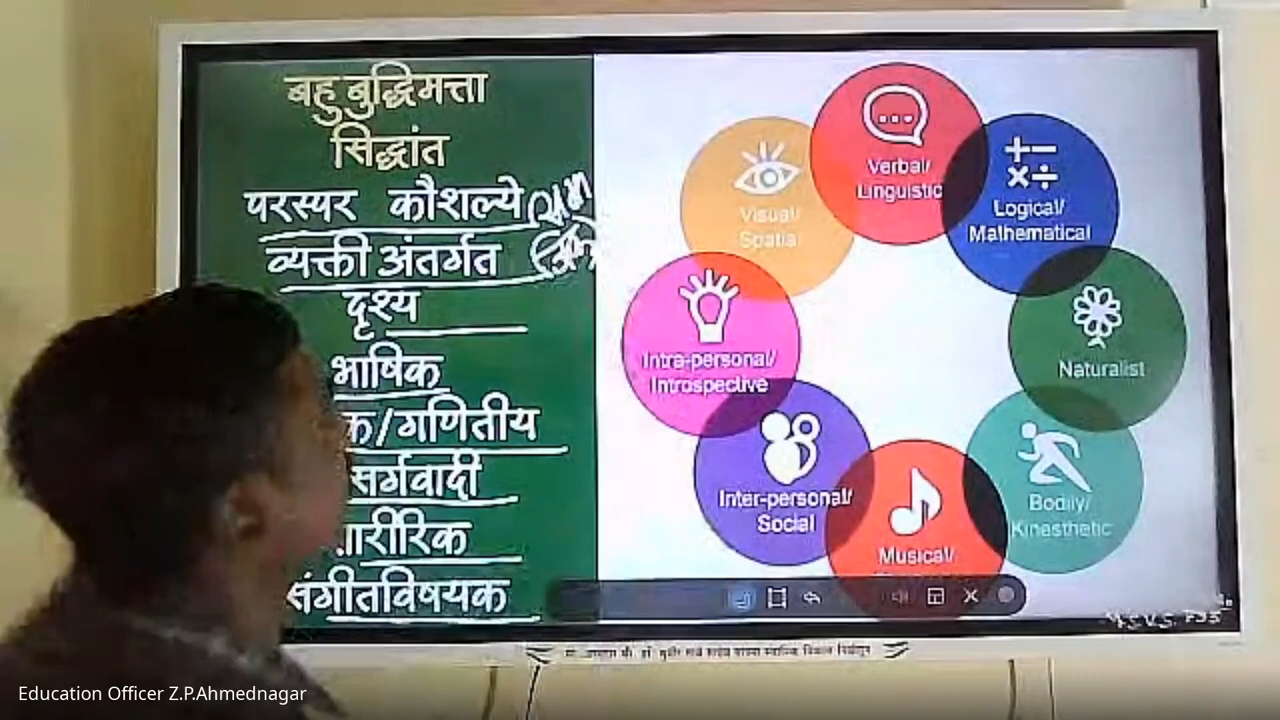 बहु बुद्धिमत्ता
सिद्धांत
परस्पर कौशल्ये
व्यक्ती अंतर्गत
दृश्य
भाषिक
क/गणितीय
सर्गवादी
ारीरिक
संगीतविषयक
Verbal/
Linguistic
Logical/
Mathematical
Naturalist
Bodily/
Kinesthetic
Musical/
Inter-personal/
Social
Intra-personal/
Introspective
Visual/
Spatial
Education Officer Z.P.Ahmednagar